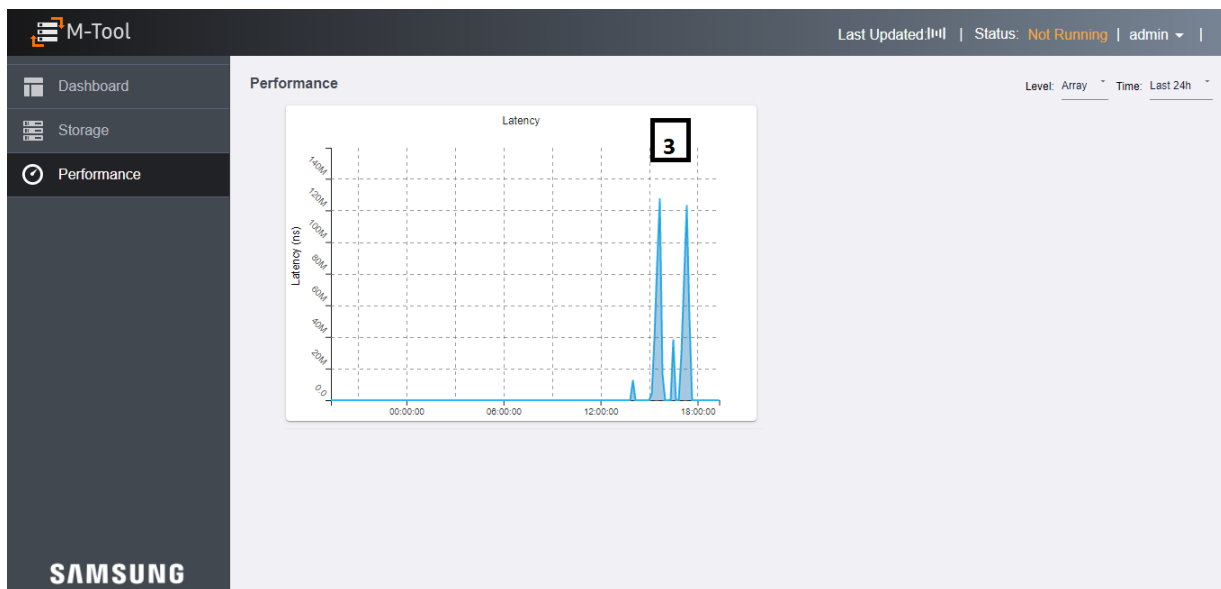 M-Tool
Last Updated: | Status: Not Running | admin |
Dashboard
Storage
Performance
Performance
Level: Array Time: Last 24h
Latency
3
Latency (ns)
140M
120M
100M
80M
60M
40M
20M
0.0
00:00:00 06:00:00 12:00:00 18:00:00
SAMSUNG